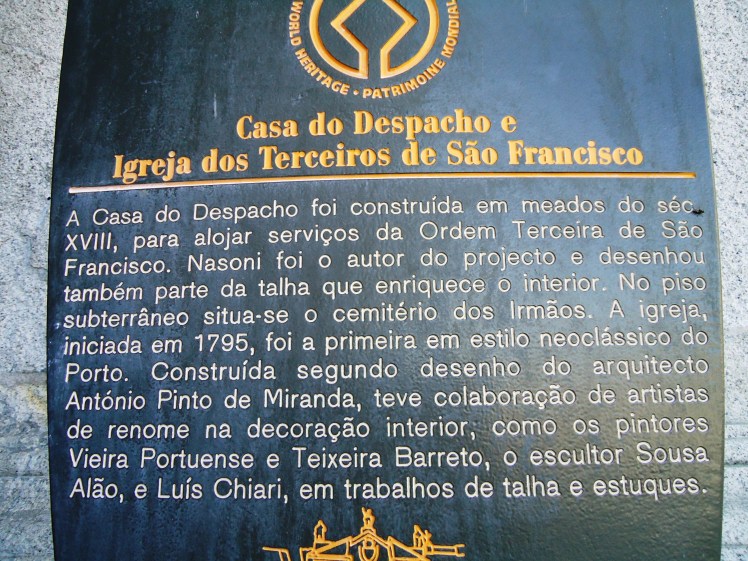 WORLD HERITAGE • PATRIMOINE MONDIAL
Casa do Despacho e
Igreja dos Terceiros de São Francisco
A Casa do Despacho foi construída em meados do séc.
XVIII, para alojar serviços da Ordem Terceira de São
Francisco. Nasoni foi o autor do projecto e desenhou
também parte da talha que enriquece o interior. No piso
subterrâneo situa-se o cemitério dos Irmãos. A igreja,
iniciada em 1795, foi a primeira em estilo neoclássico do
Porto. Construída segundo desenho do arquitecto
António Pinto de Miranda, teve colaboração de artistas
de renome na decoração interior, como os pintores
Vieira Portuense e Teixeira Barreto, o escultor Sousa
Alão, e Luís Chiari, em trabalhos de talha e estuques.